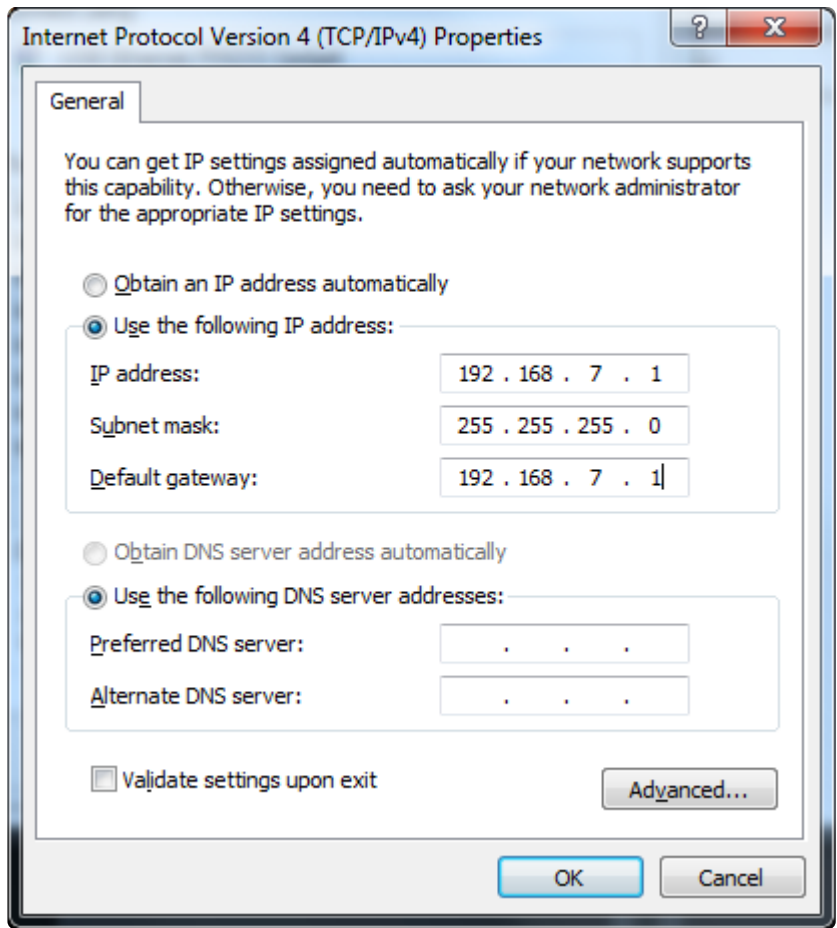 Internet Protocol Version 4 (TCP/IPv4) Properties
?
General
You can get IP settings assigned automatically if your network supports
this capability. Otherwise, you need to ask your network administrator
for the appropriate IP settings.
Obtain an IP address automatically
Use the following IP address:
IP address: 192 . 168 . 7 . 1
Subnet mask: 255 . 255 . 255 . 0
Default gateway: 192 . 168 . 7 . 1
Obtain DNS server address automatically
Use the following DNS server addresses:
Preferred DNS server: . . .
Alternate DNS server: . . .
Validate settings upon exit
Advanced...
OK Cancel